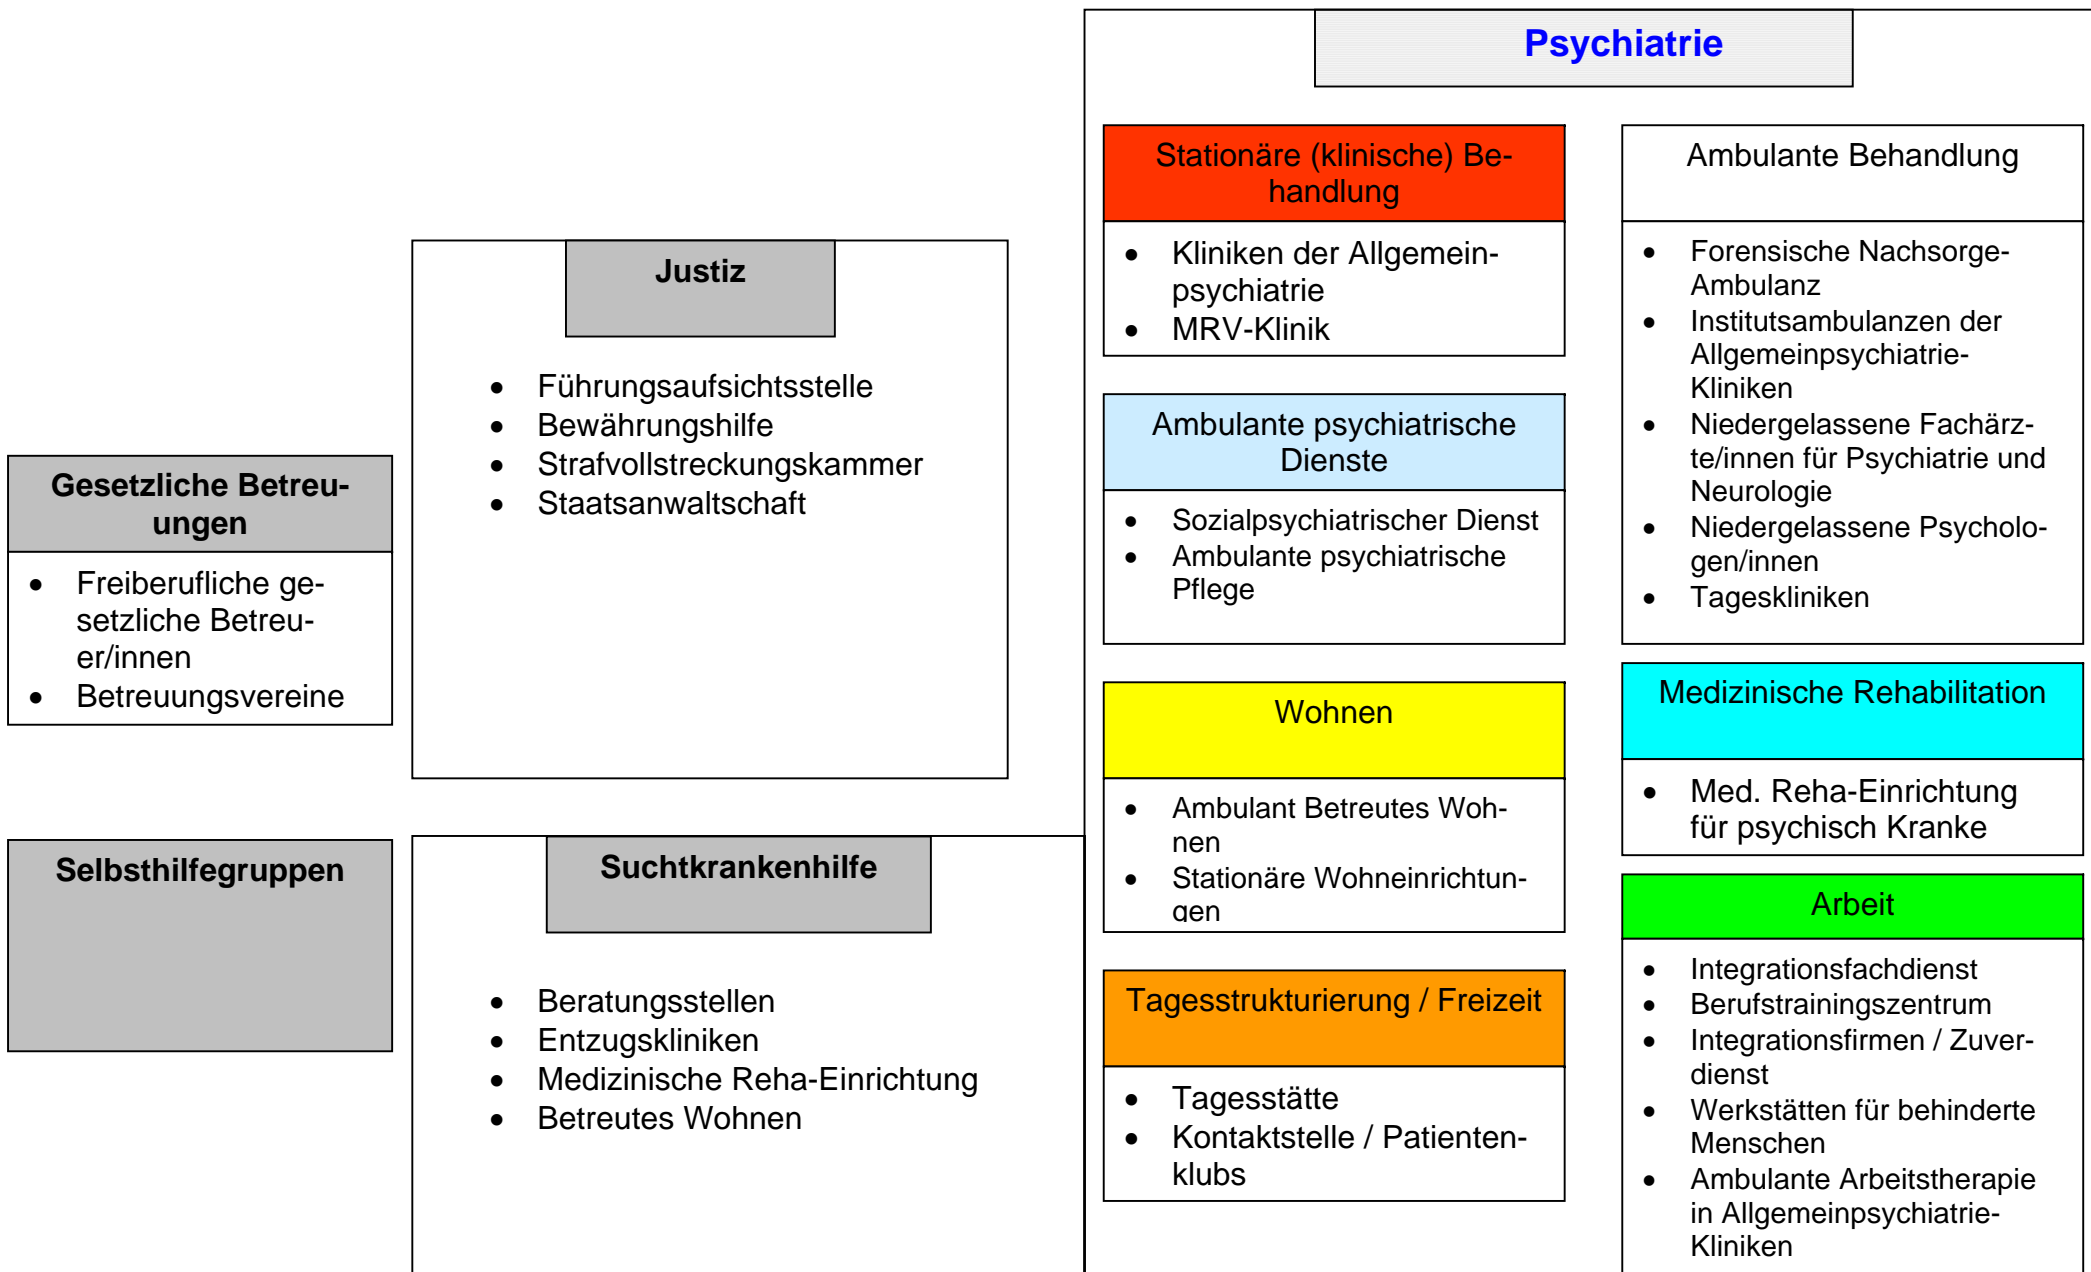 Psychiatrie
Gesetzliche Betreu-
ungen
• Freiberufliche ge-
setzliche Betreu-
er/innen
• Betreuungsvereine
Selbsthilfegruppen
Justiz
• Führungsaufsichtsstelle
• Bewährungshilfe
• Strafvollstreckungskammer
• Staatsanwaltschaft
Suchtkrankenhilfe
• Beratungsstellen
• Entzugskliniken
• Medizinische Reha-Einrichtung
• Betreutes Wohnen
Stationäre (klinische) Be-
handlung
• Kliniken der Allgemein-
psychiatrie
• MRV-Klinik
Ambulante psychiatrische
Dienste
• Sozialpsychiatrischer Dienst
• Ambulante psychiatrische
Pflege
Wohnen
• Ambulant Betreutes Woh-
nen
• Stationäre Wohneinrichtun-
gen
Tagesstrukturierung / Freizeit
• Tagesstätte
• Kontaktstelle / Patienten-
klubs
Ambulante Behandlung
• Forensische Nachsorge-
Ambulanz
• Institutsambulanzen der
Allgemeinpsychiatrie-
Kliniken
• Niedergelassene Fachärz-
te/innen für Psychiatrie und
Neurologie
• Niedergelassene Psycholo-
gen/innen
• Tageskliniken
Medizinische Rehabilitation
• Med. Reha-Einrichtung
für psychisch Kranke
Arbeit
• Integrationsfachdienst
• Berufstrainingszentrum
• Integrationsfirmen / Zuver-
dienst
• Werkstätten für behinderte
Menschen
• Ambulante Arbeitstherapie
in Allgemeinpsychiatrie-
Kliniken